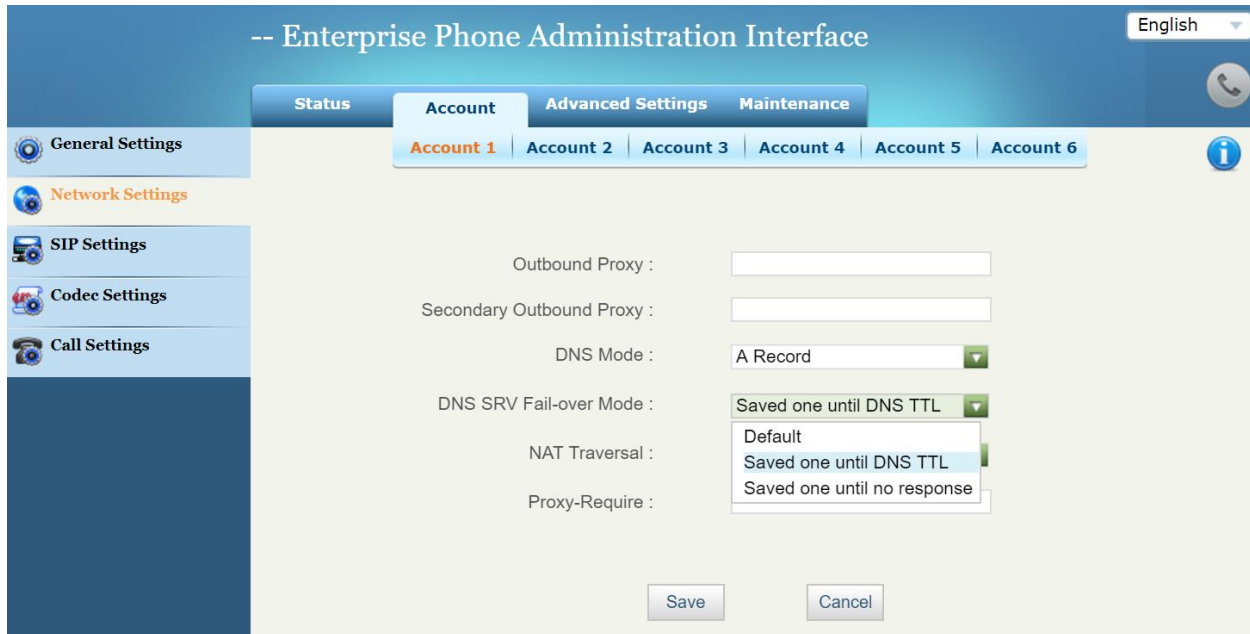 -- Enterprise Phone Administration Interface
English
Status Account Advanced Settings Maintenance
Account 1 Account 2 Account 3 Account 4 Account 5 Account 6
General Settings
Network Settings
SIP Settings
Codec Settings
Call Settings
Outbound Proxy :
Secondary Outbound Proxy :
DNS Mode : A Record
DNS SRV Fail-over Mode : Saved one until DNS TTL
Default
Saved one until DNS TTL
Saved one until no response
NAT Traversal :
Proxy-Require :
Save Cancel